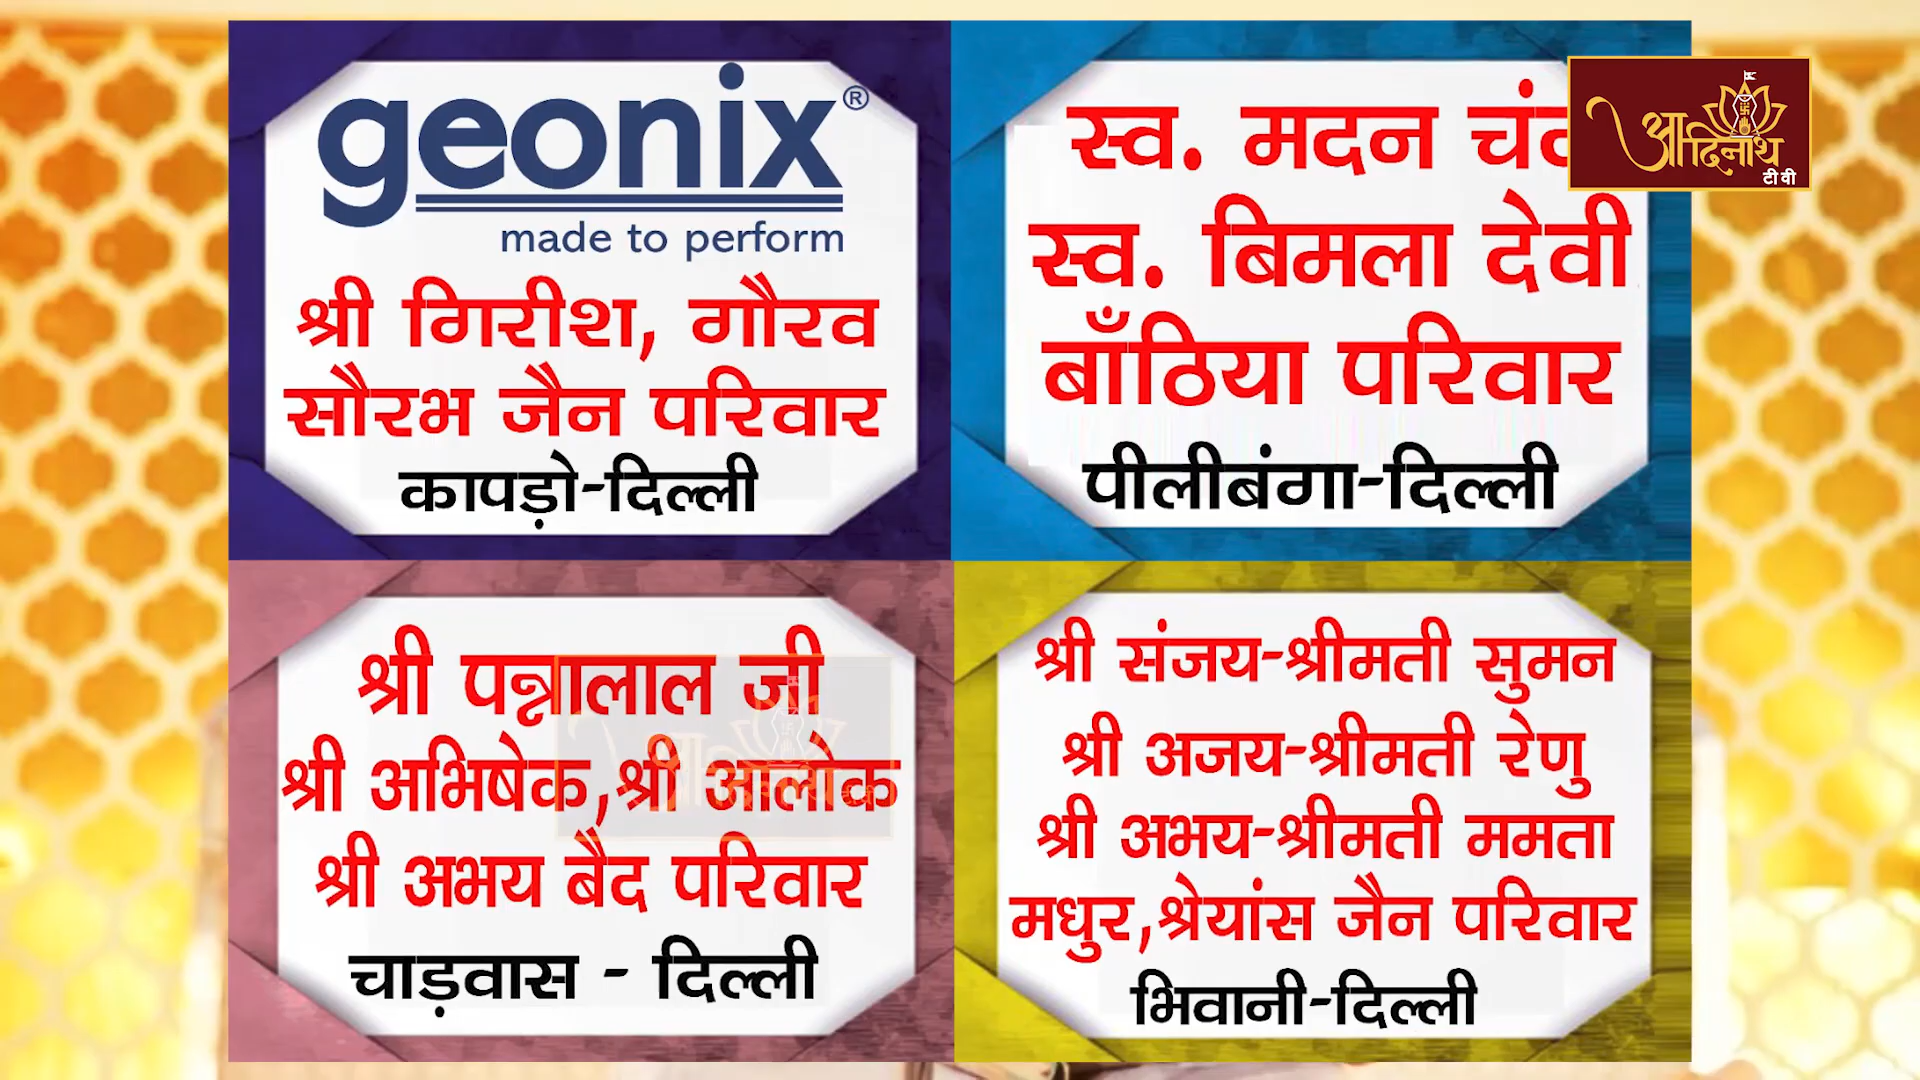 geonix®
made to perform
श्री गिरीश, गौरव
सौरभ जैन परिवार
कापड़ो-दिल्ली
स्व. मदन
स्व. बिमला देवी
बाँठिया परिवार
पीलीबंगा-दिल्ली
आदिनाथ
टीवी
श्री पन्नालाल जी
श्री अभिषेक,श्री आलोक
श्री अभय बैद परिवार
चाड़वास - दिल्ली
श्री संजय-श्रीमती सुमन
श्री अजय-श्रीमती रेणु
श्री अभय-श्रीमती ममता
मधुर,श्रेयांस जैन परिवार
भिवानी-दिल्ली